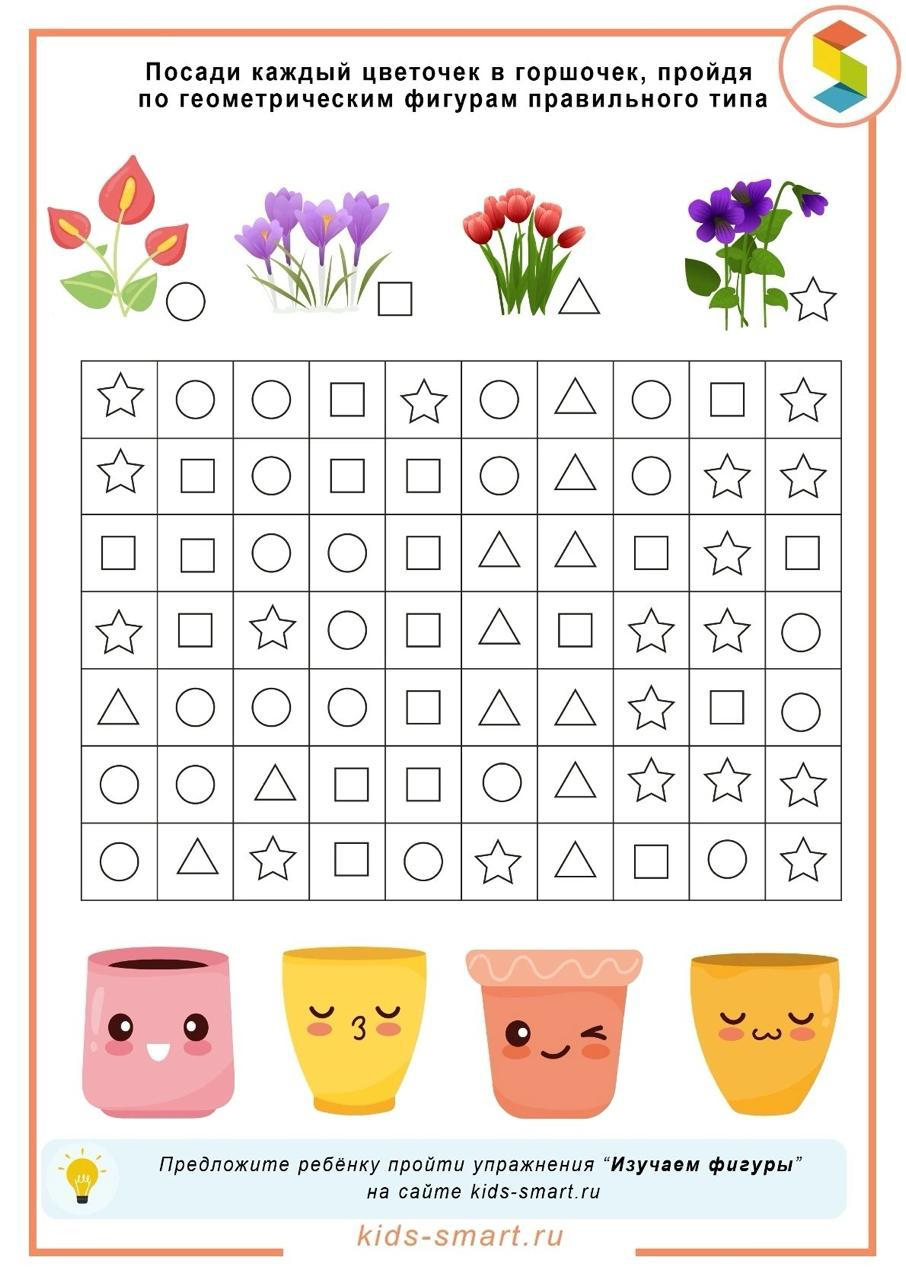 Посади каждый цветочек в горшочек, пройдя
по геометрическим фигурам правильного типа
Предложите ребёнку пройти упражнения “Изучаем фигуры”
на сайте kids-smart.ru
kids-smart.ru